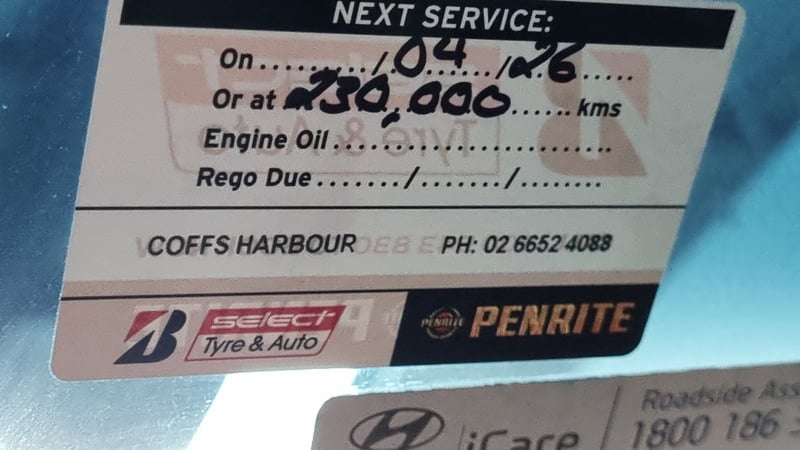 NEXT SERVICE:
On......./.04....../26.....
Or at 230,000...... kms
Engine Oil..............................
Rego Due......./......./........
COFFS HARBOUR PH: 02 6652 4088
SELECT
Tyre & Auto
PENRITE
PENRITE
iCare
Roadside Ass
1800 186